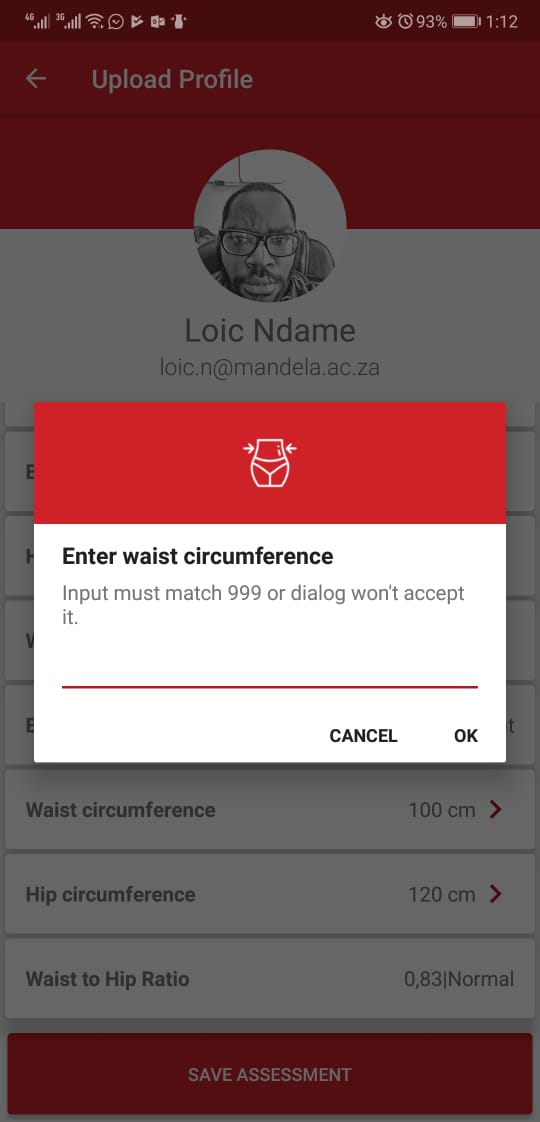 4G 3G 93% 1:12
Upload Profile
Loic Ndame
loic.n@mandela.ac.za
Enter waist circumference
Input must match 999 or dialog won't accept
it.
CANCEL OK
Waist circumference 100 cm
Hip circumference 120 cm
Waist to Hip Ratio 0,83|Normal
SAVE ASSESSMENT